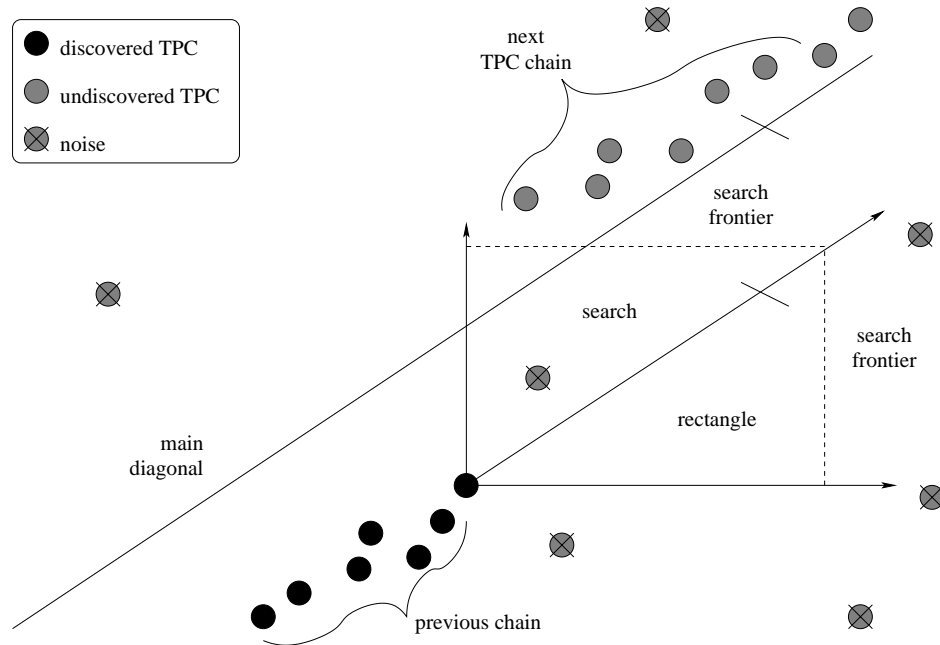 discovered TPC
undiscovered TPC
noise
next
TPC chain
search
frontier
search
search
frontier
rectangle
main
diagonal
previous chain